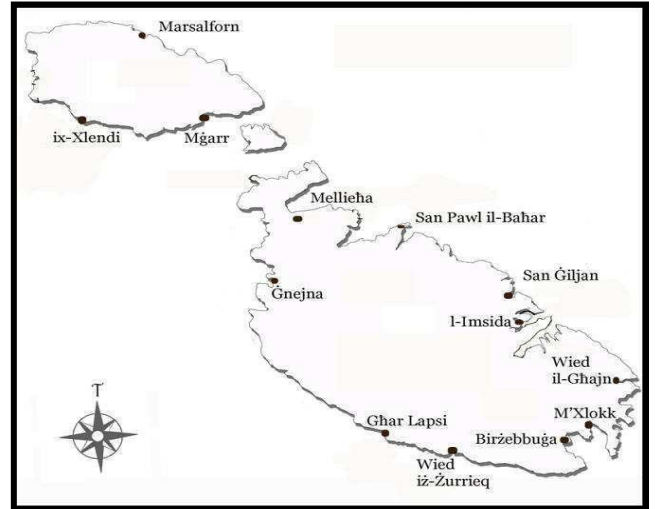 Marsalforn
ix-Xlendi
Mġarr
Mellieħa
San Pawl il-Baħar
San Ġiljan
Ġnejna
l-Imsida
Wied
il-Għajn
M'Xlokk
Għar Lapsi
Birżebbuġa
Wied
iż-Żurrieq
T